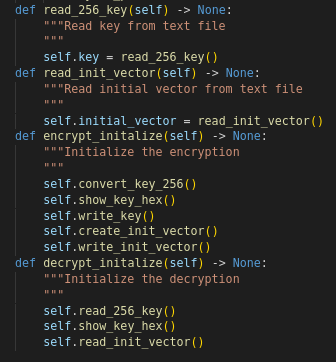 def read_256_key(self) -> None:
    """Read key from text file
    """
    self.key = read_256_key()
def read_init_vector(self) -> None:
    """Read initial vector from text file
    """
    self.initial_vector = read_init_vector()
def encrypt_initalize(self) -> None:
    """Initialize the encryption
    """
    self.convert_key_256()
    self.show_key_hex()
    self.write_key()
    self.create_init_vector()
    self.write_init_vector()
def decrypt_initalize(self) -> None:
    """Initialize the decryption
    """
    self.read_256_key()
    self.show_key_hex()
    self.read_init_vector()